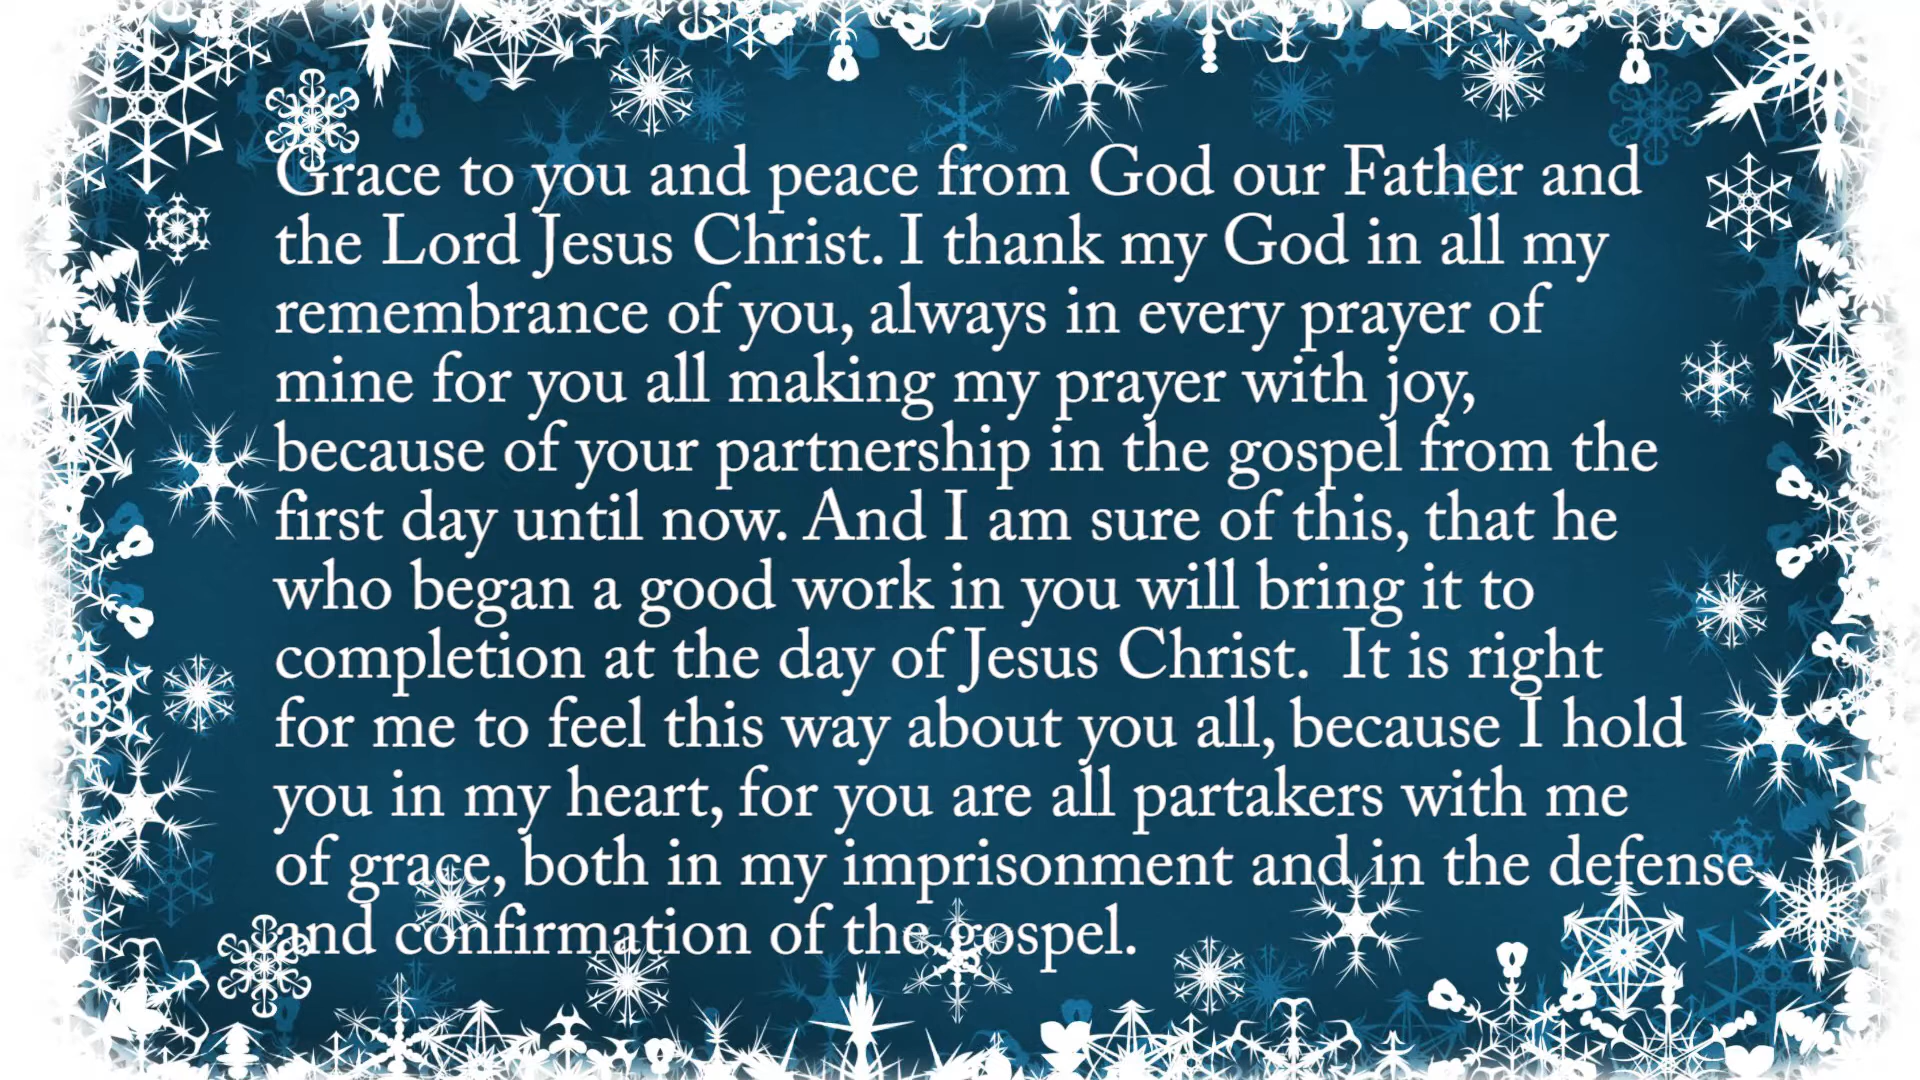 Grace to you and peace from God our Father and
the Lord Jesus Christ. I thank my God in all my
remembrance of you, always in every prayer of
mine for you all making my prayer with joy,
because of your partnership in the gospel from the
first day until now. And I am sure of this, that he
who began a good work in you will bring it to
completion at the day of Jesus Christ.  It is right
for me to feel this way about you all, because I hold
you in my heart, for you are all partakers with me
of grace, both in my imprisonment and in the defense
and confirmation of the gospel.